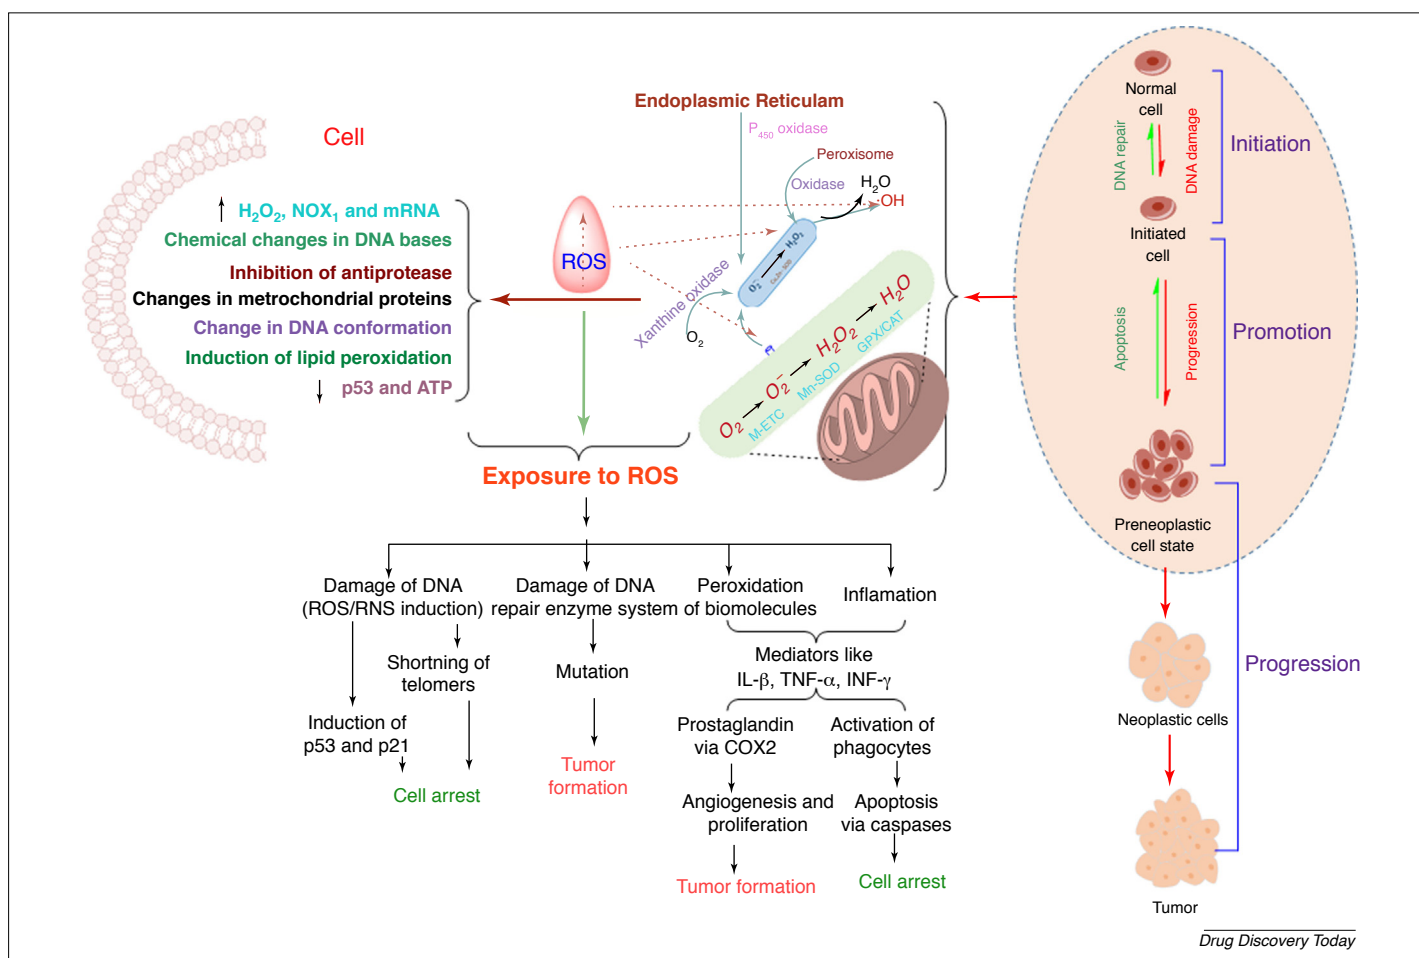 Cell
↑ H₂O₂, NOX₁ and mRNA
Chemical changes in DNA bases
Inhibition of antiprotease
Changes in metrochondrial proteins
Change in DNA conformation
Induction of lipid peroxidation
↓ p53 and ATP
ROS
Endoplasmic Reticulam
P₄₅₀ oxidase
Peroxisome
Oxidase
H₂O
·OH
Xanthine oxidase
O₂
O₂⁻ → H₂O₂
O₂ → O₂⁻ → H₂O₂ → H₂O
M-ETC
Mn-SOD
GPX/CAT
Normal
cell
DNA repair
DNA damage
Initiation
Initiated
cell
Apoptosis
Progression
Promotion
Preneoplastic
cell state
Neoplastic cells
Progression
Tumor
Exposure to ROS
Damage of DNA
(ROS/RNS induction)
Damage of DNA
repair enzyme system
Peroxidation
of biomolecules
Inflamation
Shortning of
telomers
Induction of
p53 and p21
Cell arrest
Mutation
Tumor
formation
Mediators like
IL-β, TNF-α, INF-γ
Prostaglandin
via COX2
Angiogenesis and
proliferation
Tumor formation
Activation of
phagocytes
Apoptosis
via caspases
Cell arrest
Drug Discovery Today